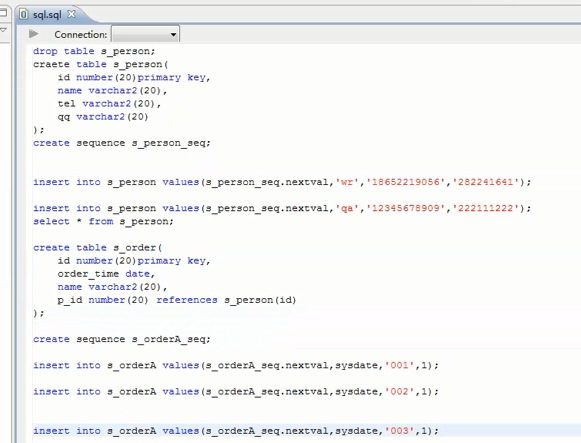 sql.sql
Connection:
drop table s_person;
craete table s_person(
id number(20)primary key,
name varchar2(20),
tel varchar2(20),
qq varchar2(20)
);
create sequence s_person_seq;
insert into s_person values(s_person_seq.nextval,'wr','18652219056','282241641');
insert into s_person values(s_person_seq.nextval,'qa','12345678909','222111222');
select * from s_person;
create table s_order(
id number(20)primary key,
order_time date,
name varchar2(20),
p_id number(20) references s_person(id)
);
create sequence s_orderA_seq;
insert into s_orderA values(s_orderA_seq.nextval,sysdate,'001',1);
insert into s_orderA values(s_orderA_seq.nextval,sysdate,'002',1);
insert into s_orderA values(s_orderA_seq.nextval,sysdate,'003',1);